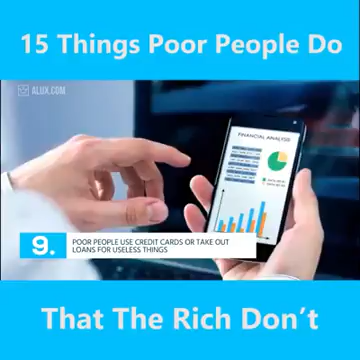 15 Things Poor People Do
ALUX.COM
FINANCIAL ANALYSIS
9.
POOR PEOPLE USE CREDIT CARDS OR TAKE OUT
LOANS FOR USELESS THINGS
That The Rich Don't